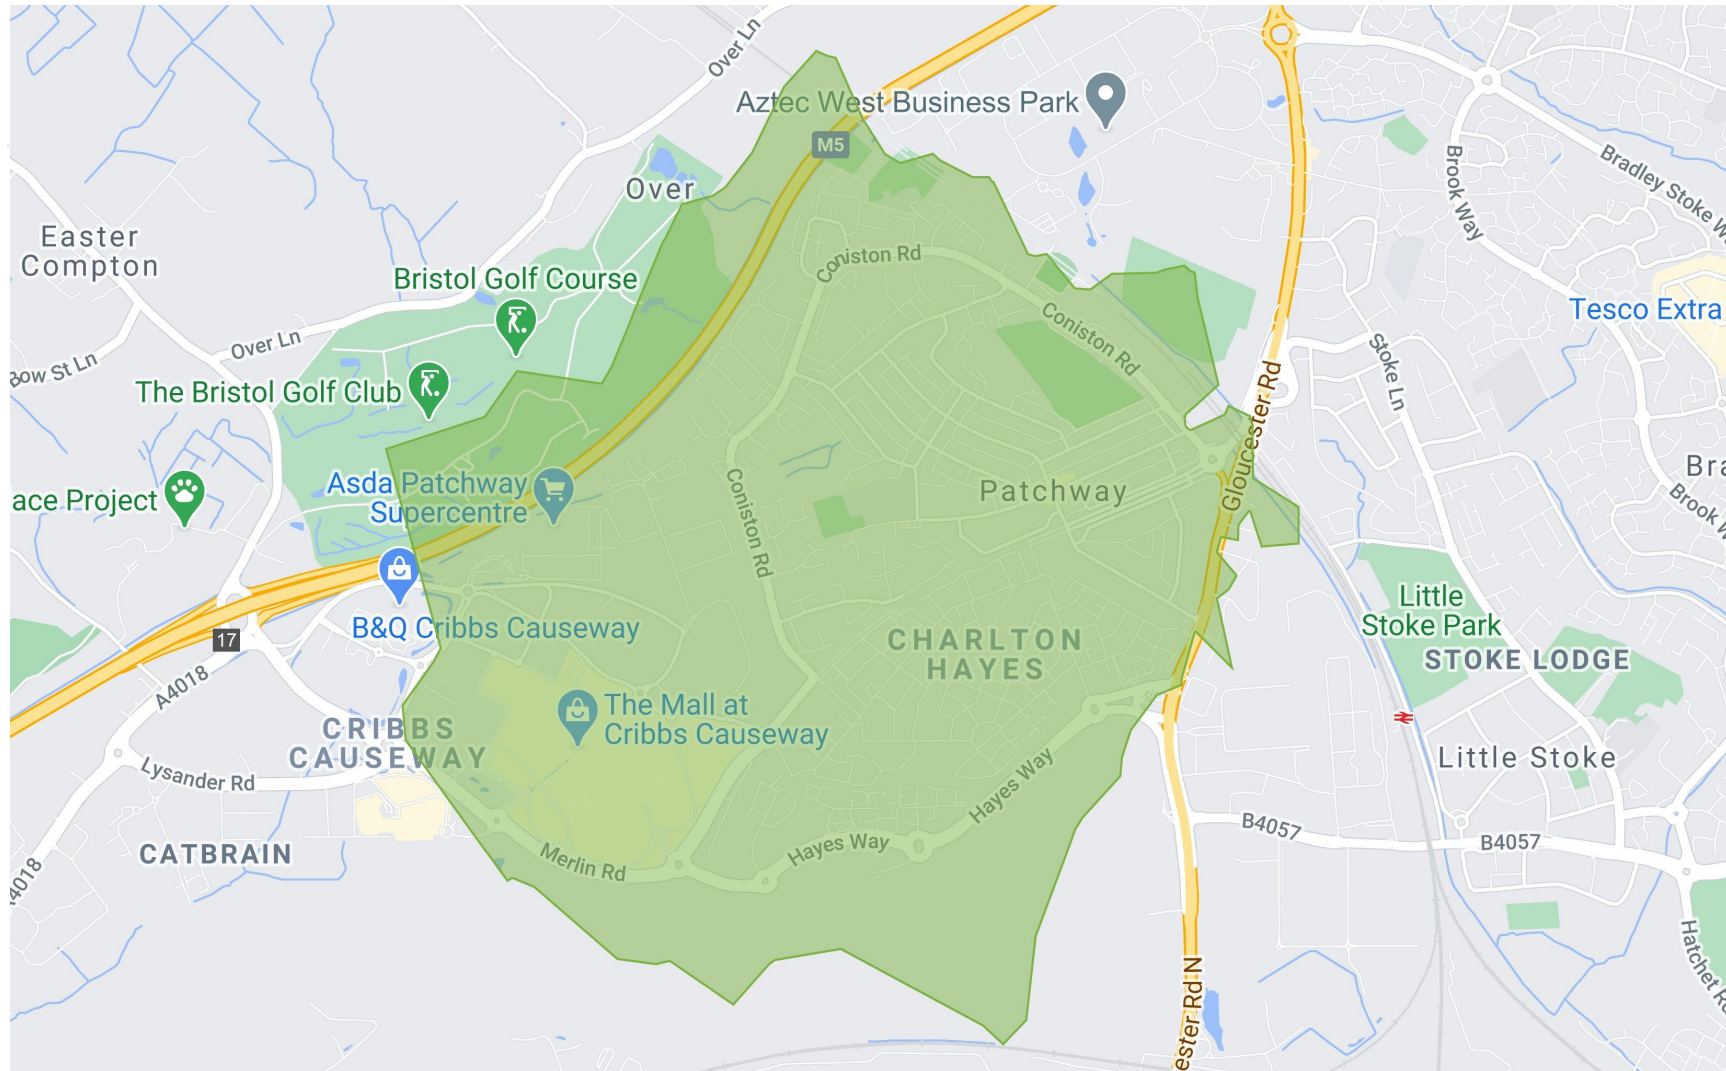 Over Ln
Aztec West Business Park
M5
Over
Brook Way
Bradley Stoke W
Easter
Compton
Coniston Rd
Bristol Golf Course
Coniston Rd
Tesco Extra
Over Ln
Stoke Ln
Bow St Ln
The Bristol Golf Club
Gloucester Rd
Bra
Asda Patchway
Supercentre
Patchway
ace Project
Coniston Rd
Brook W
Little
Stoke Park
B&Q Cribbs Causeway
17
CHARLTON
HAYES
STOKE LODGE
A4018
The Mall at
Cribbs Causeway
CRIBBS
CAUSEWAY
Little Stoke
Lysander Rd
Hayes Way
B4057
B4057
Hayes Way
CATBRAIN
Merlin Rd
4018
Hatchet Rd
ester Rd N